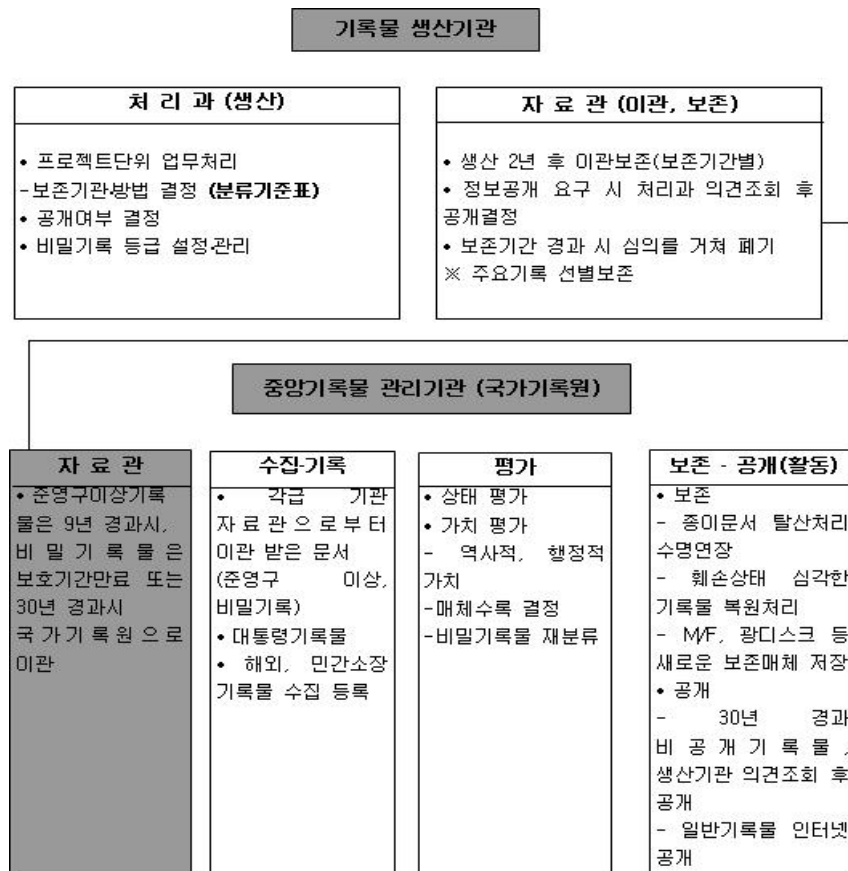 기록물 생산기관
처 리 과 (생산)
• 프로젝트단위 업무처리
-보존기관·방법 결정 (분류기준표)
• 공개여부 결정
• 비밀기록 등급 설정·관리
자 료 관 (이관, 보존)
• 생산 2년 후 이관보존(보존기간별)
• 정보공개 요구 시 처리과 의견조회 후
공개결정
• 보존기간 경과 시 심의를 거쳐 폐기
※ 주요기록 선별보존
중앙기록물 관리기관 (국가기록원)
자 료 관
• 준영구이상기록
물은 9년 경과시,
비 밀 기 록 물 은
보호기간만료 또는
30년 경과시
국 가 기 록 원 으 로
이관
수집·기록
• 각급 기관
자 료 관 으 로 부 터
이관 받은 문서
(준영구 이상,
비밀기록)
• 대통령기록물
• 해외, 민간소장
기록물 수집 등록
평가
• 상태 평가
• 가치 평가
- 역사적, 행정적
가치
-매체수록 결정
-비밀기록물 재분류
보존 - 공개(활동)
• 보존
- 종이문서 탈산처리
수명연장
- 훼손상태 심각한
기록물 복원처리
- M/F, 광디스크 등
새로운 보존매체 저장
• 공개
- 30년 경과
비 공 개 기 록 물 ,
생산기관 의견조회 후
공개
- 일반기록물 인터넷
공개